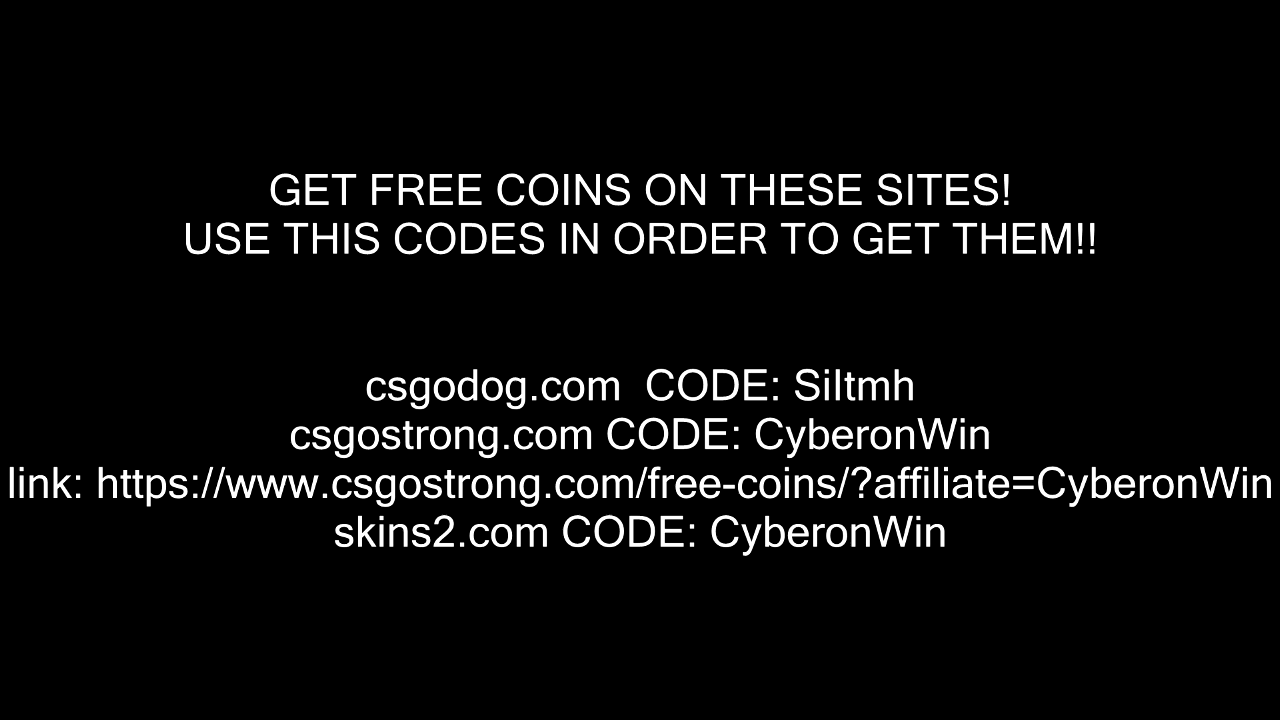 GET FREE COINS ON THESE SITES!
USE THIS CODES IN ORDER TO GET THEM!!
csgodog.com CODE: SiItmh
csgostrong.com CODE: CyberonWin
link: https://www.csgostrong.com/free-coins/?affiliate=CyberonWin
skins2.com CODE: CyberonWin